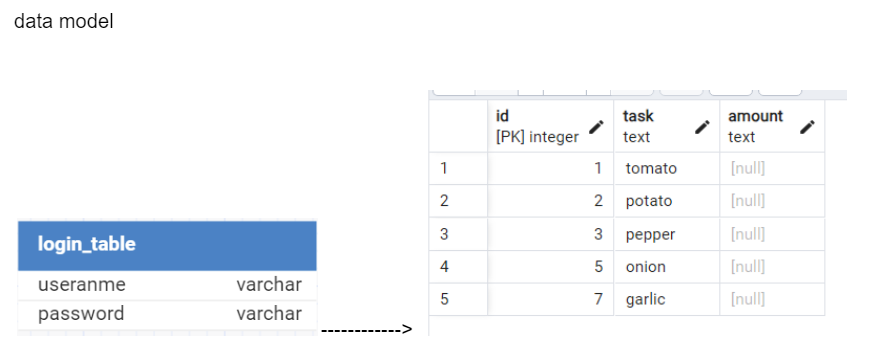 data model
id task amount
[PK] integer text text
1 1 tomato [null]
2 2 potato [null]
3 3 pepper [null]
4 5 onion [null]
5 7 garlic [null]
login_table
useranme varchar
password varchar
------------->